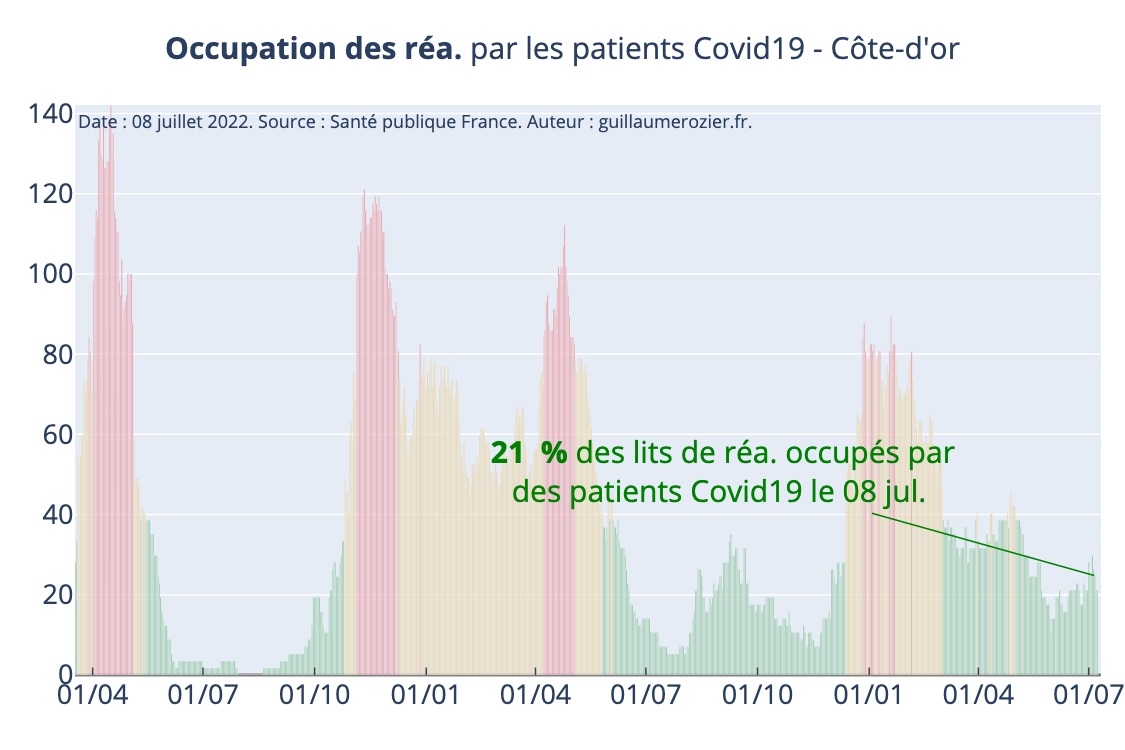 Occupation des réa. par les patients Covid19 - Côte-d'or
140
Date : 08 juillet 2022. Source : Santé publique France. Auteur : guillaumerozier.fr.
120
100
80
60
21 % des lits de réa. occupés par
des patients Covid19 le 08 jul.
40
20
0
01/04 01/07 01/10 01/01 01/04 01/07 01/10 01/01 01/04 01/07